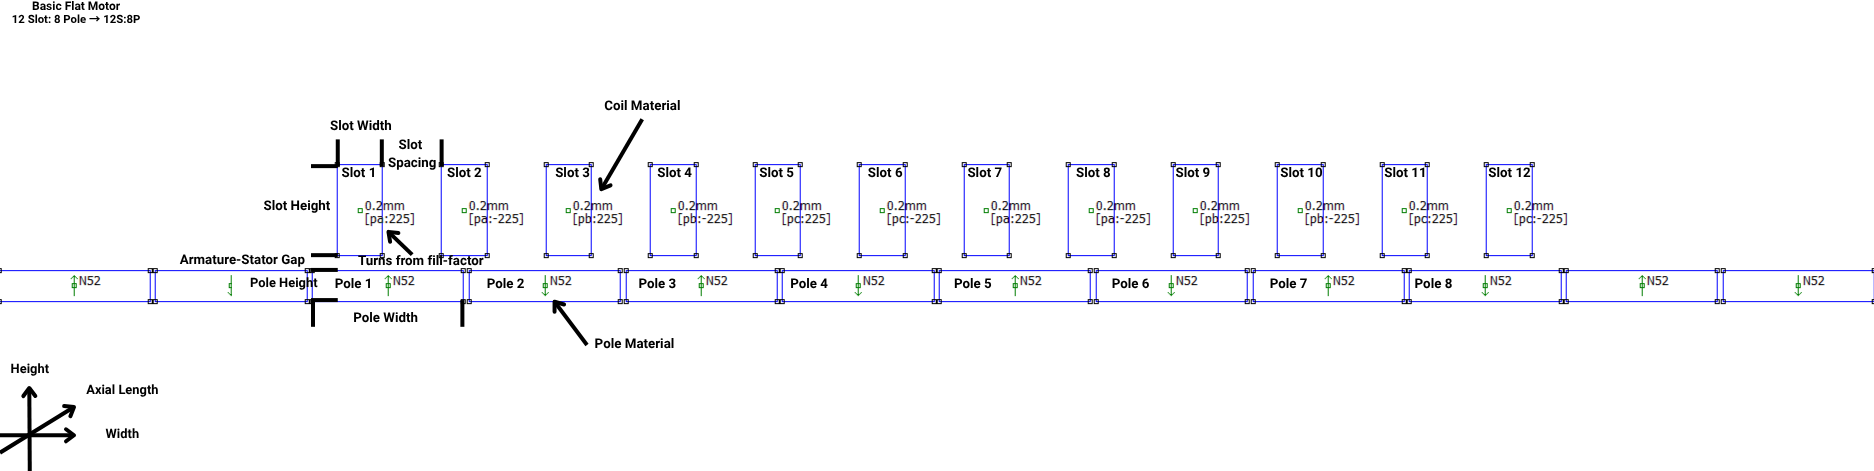 Basic Flat Motor
12 Slot: 8 Pole → 12S:8P
Coil Material
Slot Width
Slot
Spacing
Slot 1
Slot 2
Slot 3
Slot 4
Slot 5
Slot 6
Slot 7
Slot 8
Slot 9
Slot 10
Slot 11
Slot 12
Slot Height
0.2mm
[pa:225]
0.2mm
[pa:-225]
0.2mm
[pb:225]
0.2mm
[pb:-225]
0.2mm
[pc:225]
0.2mm
[pc:-225]
0.2mm
[pa:225]
0.2mm
[pa:-225]
0.2mm
[pb:225]
0.2mm
[pb:-225]
0.2mm
[pc:225]
0.2mm
[pc:-225]
Armature-Stator Gap
Turns from fill-factor
N52
Pole Height
Pole 1
N52
Pole 2
N52
Pole 3
N52
Pole 4
N52
Pole 5
N52
Pole 6
N52
Pole 7
N52
Pole 8
N52
N52
N52
Pole Width
Pole Material
Height
Axial Length
Width